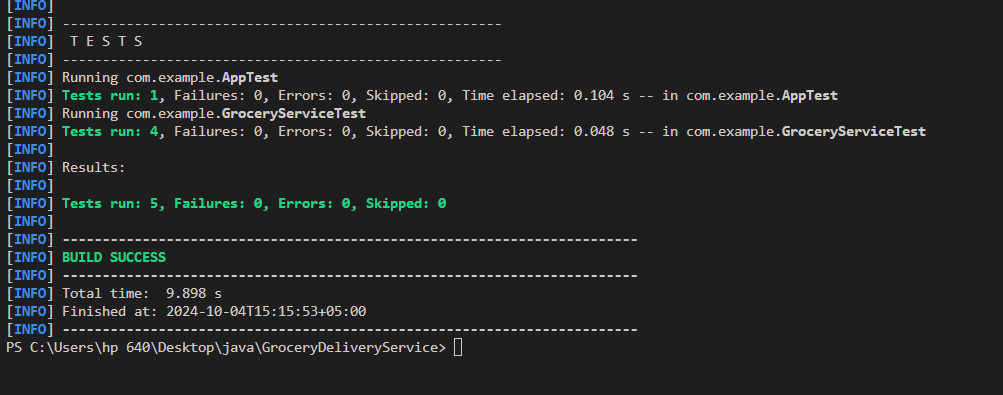 [INFO]
[INFO] -------------------------------------------------------
[INFO]  T E S T S
[INFO] -------------------------------------------------------
[INFO] Running com.example.AppTest
[INFO] Tests run: 1, Failures: 0, Errors: 0, Skipped: 0, Time elapsed: 0.104 s -- in com.example.AppTest
[INFO] Running com.example.GroceryServiceTest
[INFO] Tests run: 4, Failures: 0, Errors: 0, Skipped: 0, Time elapsed: 0.048 s -- in com.example.GroceryServiceTest
[INFO]
[INFO] Results:
[INFO]
[INFO] Tests run: 5, Failures: 0, Errors: 0, Skipped: 0
[INFO]
[INFO] ------------------------------------------------------------------------
[INFO] BUILD SUCCESS
[INFO] ------------------------------------------------------------------------
[INFO] Total time:  9.898 s
[INFO] Finished at: 2024-10-04T15:15:53+05:00
[INFO] ------------------------------------------------------------------------
PS C:\Users\hp 640\Desktop\java\GroceryDeliveryService>